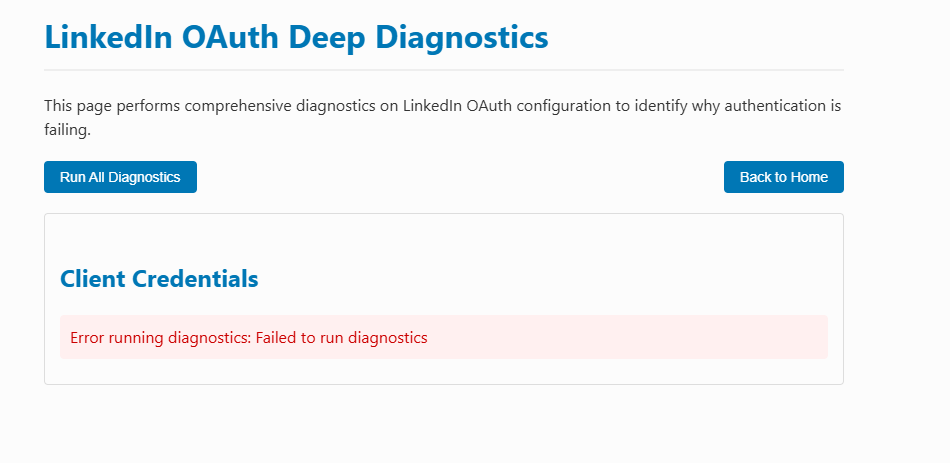 LinkedIn OAuth Deep Diagnostics
This page performs comprehensive diagnostics on LinkedIn OAuth configuration to identify why authentication is
failing.
Run All Diagnostics
Back to Home
Client Credentials
Error running diagnostics: Failed to run diagnostics